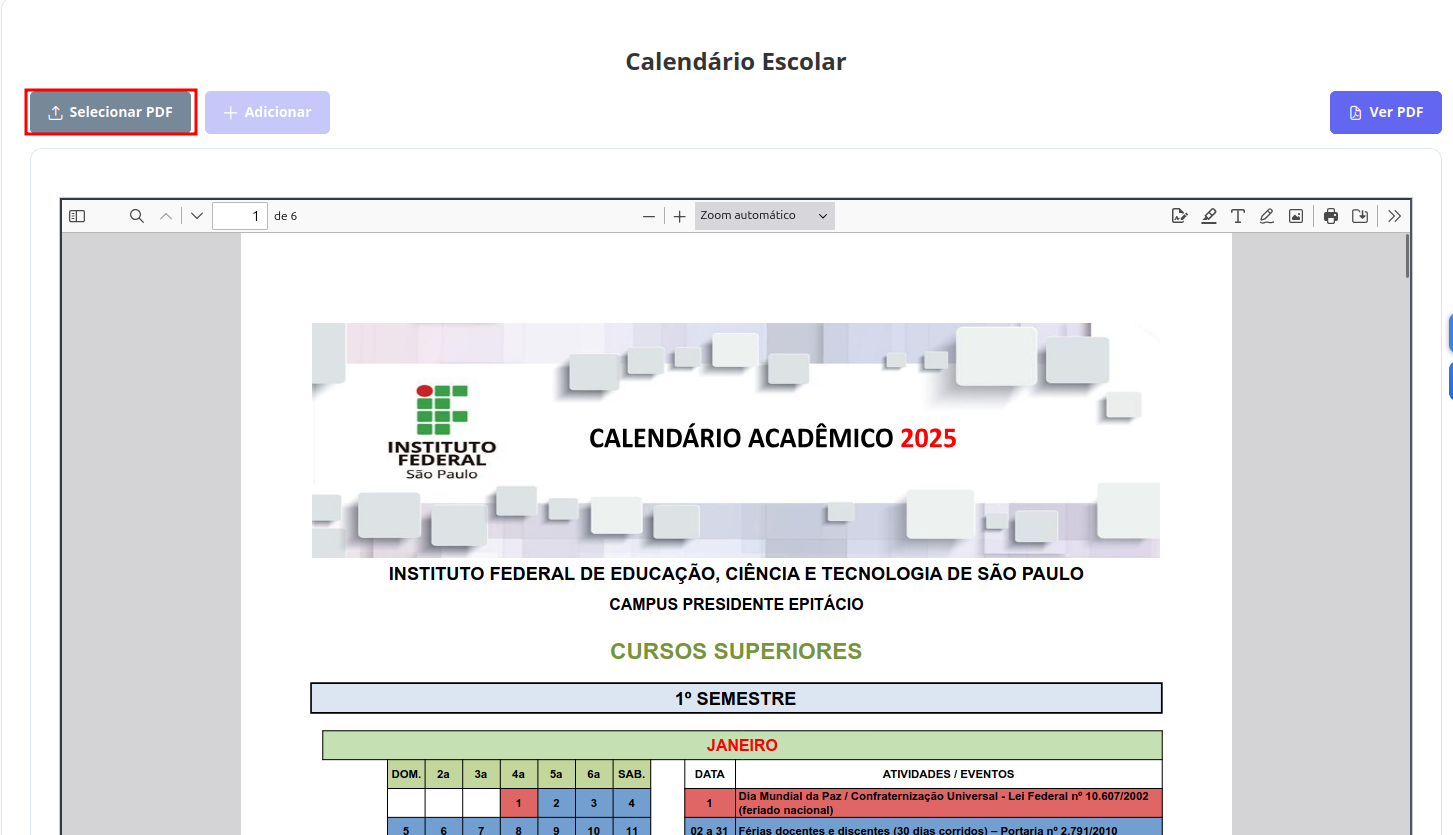 Calendário Escolar
Selecionar PDF
Adicionar
Ver PDF
1 de 6
Zoom automático
INSTITUTO
FEDERAL
São Paulo
CALENDÁRIO ACADÊMICO 2025
INSTITUTO FEDERAL DE EDUCAÇÃO, CIÊNCIA E TECNOLOGIA DE SÃO PAULO
CAMPUS PRESIDENTE EPITÁCIO
CURSOS SUPERIORES
1º SEMESTRE
JANEIRO
DOM. 2a 3a 4a 5a 6a SAB. DATA ATIVIDADES / EVENTOS
1 2 3 4 1 Dia Mundial da Paz / Confraternização Universal - Lei Federal nº 10.607/2002
(feriado nacional)
5 6 7 8 9 10 11 02 a 31 Férias docentes e discentes (30 dias corridos) – Portaria nº 2.791/2010